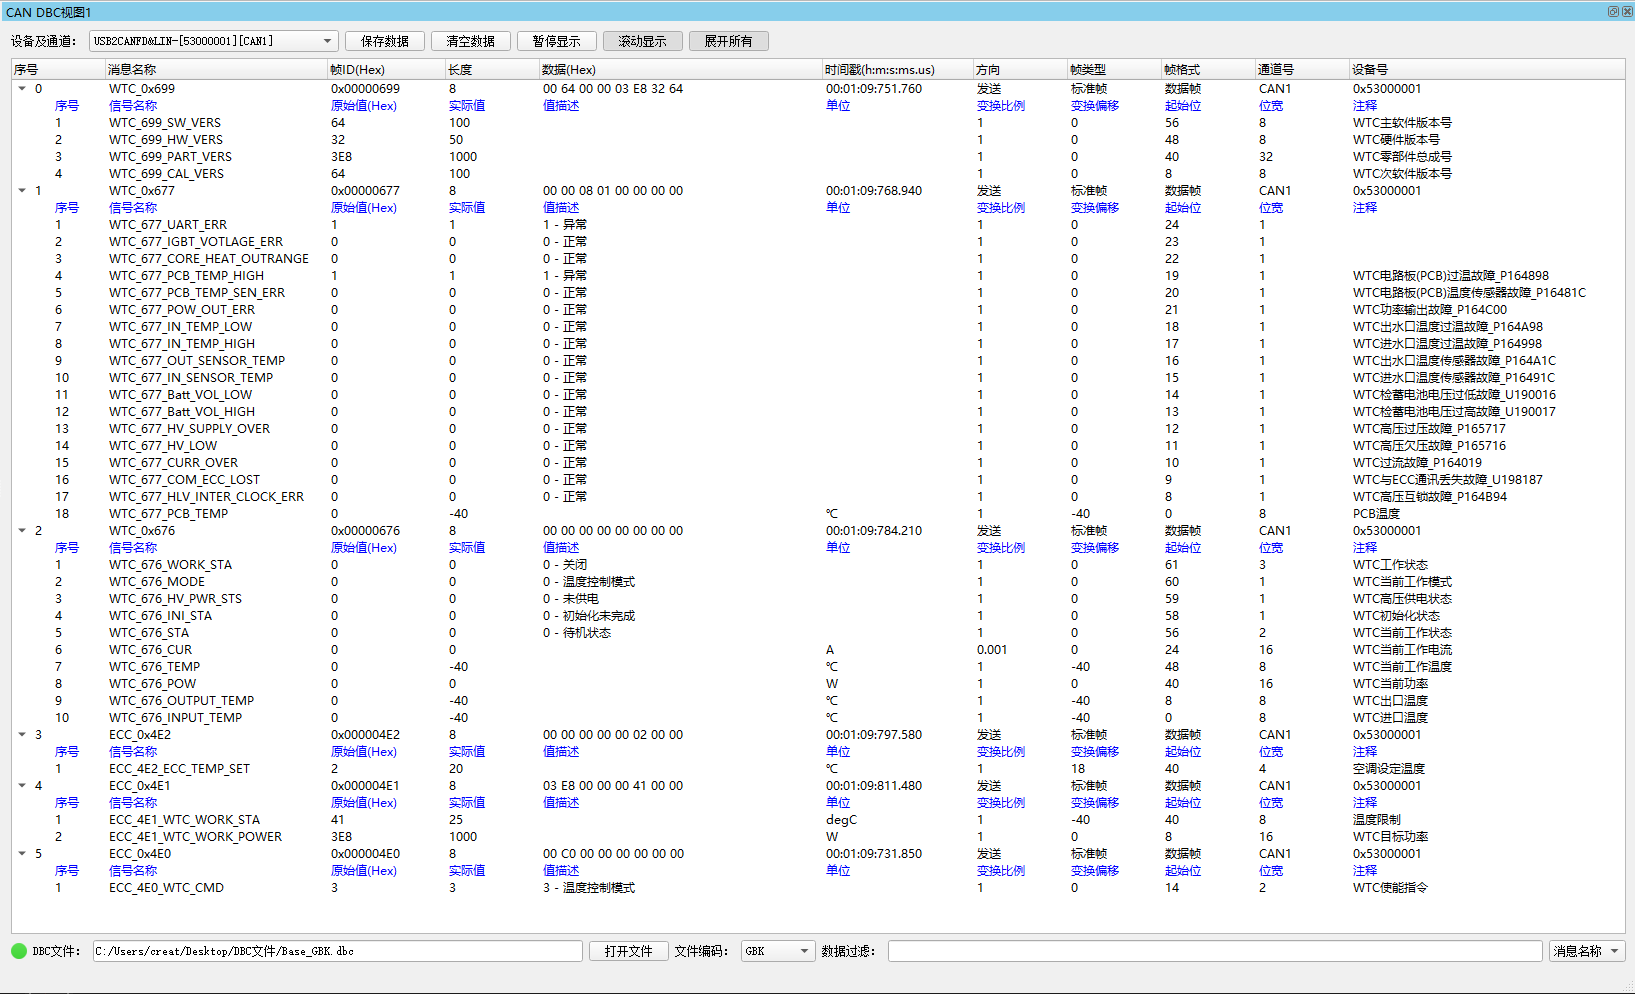 CAN DBC视图1
设备及通道： USB2CANFD&LIN-[53000001][CAN1] 保存数据 清空数据 暂停显示 滚动显示 展开所有
序号 消息名称 帧ID(Hex) 长度 数据(Hex) 时间戳(h:m:s:ms.us) 方向 帧类型 帧格式 通道号 设备号
0 WTC_0x699 0x00000699 8 00 64 00 00 03 E8 32 64 00:01:09:751.760 发送 标准帧 数据帧 CAN1 0x53000001
序号 信号名称 原始值(Hex) 实际值 值描述 单位 变换比例 变换偏移 起始位 位宽 注释
1 WTC_699_SW_VERS 64 100 1 0 56 8 WTC主软件版本号
2 WTC_699_HW_VERS 32 50 1 0 48 8 WTC硬件版本号
3 WTC_699_PART_VERS 3E8 1000 1 0 40 32 WTC零部件总成号
4 WTC_699_CAL_VERS 64 100 1 0 8 8 WTC次软件版本号
1 WTC_0x677 0x00000677 8 00 00 08 01 00 00 00 00 00:01:09:768.940 发送 标准帧 数据帧 CAN1 0x53000001
序号 信号名称 原始值(Hex) 实际值 值描述 单位 变换比例 变换偏移 起始位 位宽 注释
1 WTC_677_UART_ERR 1 1 1 - 异常 1 0 24 1
2 WTC_677_IGBT_VOTLAGE_ERR 0 0 0 - 正常 1 0 23 1
3 WTC_677_CORE_HEAT_OUTRANGE 0 0 0 - 正常 1 0 22 1
4 WTC_677_PCB_TEMP_HIGH 1 1 1 - 异常 1 0 19 1 WTC电路板(PCB)过温故障_P164898
5 WTC_677_PCB_TEMP_SEN_ERR 0 0 0 - 正常 1 0 20 1 WTC电路板(PCB)温度传感器故障_P16481C
6 WTC_677_POW_OUT_ERR 0 0 0 - 正常 1 0 21 1 WTC功率输出故障_P164C00
7 WTC_677_IN_TEMP_LOW 0 0 0 - 正常 1 0 18 1 WTC出水口温度过温故障_P164A98
8 WTC_677_IN_TEMP_HIGH 0 0 0 - 正常 1 0 17 1 WTC进水口温度过温故障_P164998
9 WTC_677_OUT_SENSOR_TEMP 0 0 0 - 正常 1 0 16 1 WTC出水口温度传感器故障_P164A1C
10 WTC_677_IN_SENSOR_TEMP 0 0 0 - 正常 1 0 15 1 WTC进水口温度传感器故障_P16491C
11 WTC_677_Batt_VOL_LOW 0 0 0 - 正常 1 0 14 1 WTC检蓄电池电压过低故障_U190016
12 WTC_677_Batt_VOL_HIGH 0 0 0 - 正常 1 0 13 1 WTC检蓄电池电压过高故障_U190017
13 WTC_677_HV_SUPPLY_OVER 0 0 0 - 正常 1 0 12 1 WTC高压过压故障_P165717
14 WTC_677_HV_LOW 0 0 0 - 正常 1 0 11 1 WTC高压欠压故障_P165716
15 WTC_677_CURR_OVER 0 0 0 - 正常 1 0 10 1 WTC过流故障_P164019
16 WTC_677_COM_ECC_LOST 0 0 0 - 正常 1 0 9 1 WTC与ECC通讯丢失故障_U198187
17 WTC_677_HLV_INTER_CLOCK_ERR 0 0 0 - 正常 1 0 8 1 WTC高压互锁故障_P164B94
18 WTC_677_PCB_TEMP 0 -40 ℃ 1 -40 0 8 PCB温度
2 WTC_0x676 0x00000676 8 00 00 00 00 00 00 00 00 00:01:09:784.210 发送 标准帧 数据帧 CAN1 0x53000001
序号 信号名称 原始值(Hex) 实际值 值描述 单位 变换比例 变换偏移 起始位 位宽 注释
1 WTC_676_WORK_STA 0 0 0 - 关闭 1 0 61 3 WTC工作状态
2 WTC_676_MODE 0 0 0 - 温度控制模式 1 0 60 1 WTC当前工作模式
3 WTC_676_HV_PWR_STS 0 0 0 - 未供电 1 0 59 1 WTC高压供电状态
4 WTC_676_INI_STA 0 0 0 - 初始化未完成 1 0 58 1 WTC初始化状态
5 WTC_676_STA 0 0 0 - 待机状态 1 0 56 2 WTC当前工作状态
6 WTC_676_CUR 0 0 A 0.001 0 24 16 WTC当前工作电流
7 WTC_676_TEMP 0 -40 ℃ 1 -40 48 8 WTC当前工作温度
8 WTC_676_POW 0 0 W 1 0 40 16 WTC当前功率
9 WTC_676_OUTPUT_TEMP 0 -40 ℃ 1 -40 8 8 WTC出口温度
10 WTC_676_INPUT_TEMP 0 -40 ℃ 1 -40 0 8 WTC进口温度
3 ECC_0x4E2 0x000004E2 8 00 00 00 00 00 02 00 00 00:01:09:797.580 发送 标准帧 数据帧 CAN1 0x53000001
序号 信号名称 原始值(Hex) 实际值 值描述 单位 变换比例 变换偏移 起始位 位宽 注释
1 ECC_4E2_ECC_TEMP_SET 2 20 ℃ 1 18 40 4 空调设定温度
4 ECC_0x4E1 0x000004E1 8 03 E8 00 00 00 41 00 00 00:01:09:811.480 发送 标准帧 数据帧 CAN1 0x53000001
序号 信号名称 原始值(Hex) 实际值 值描述 单位 变换比例 变换偏移 起始位 位宽 注释
1 ECC_4E1_WTC_WORK_STA 41 25 degC 1 -40 40 8 温度限制
2 ECC_4E1_WTC_WORK_POWER 3E8 1000 W 1 0 8 16 WTC目标功率
5 ECC_0x4E0 0x000004E0 8 00 C0 00 00 00 00 00 00 00:01:09:731.850 发送 标准帧 数据帧 CAN1 0x53000001
序号 信号名称 原始值(Hex) 实际值 值描述 单位 变换比例 变换偏移 起始位 位宽 注释
1 ECC_4E0_WTC_CMD 3 3 3 - 温度控制模式 1 0 14 2 WTC使能指令
DBC文件： C:/Users/creat/Desktop/DBC文件/Base_GBK.dbc 打开文件 文件编码： GBK 数据过滤： 消息名称